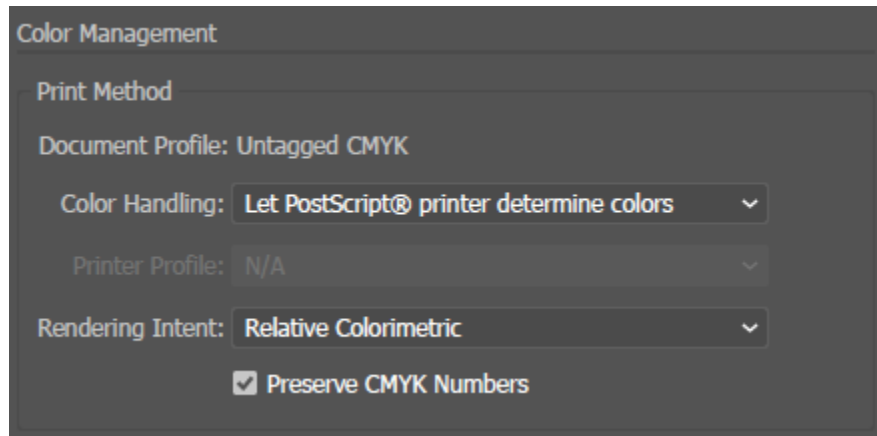 Color Management
Print Method
Document Profile: Untagged CMYK
Color Handling: Let PostScript® printer determine colors
Printer Profile: N/A
Rendering Intent: Relative Colorimetric
Preserve CMYK Numbers